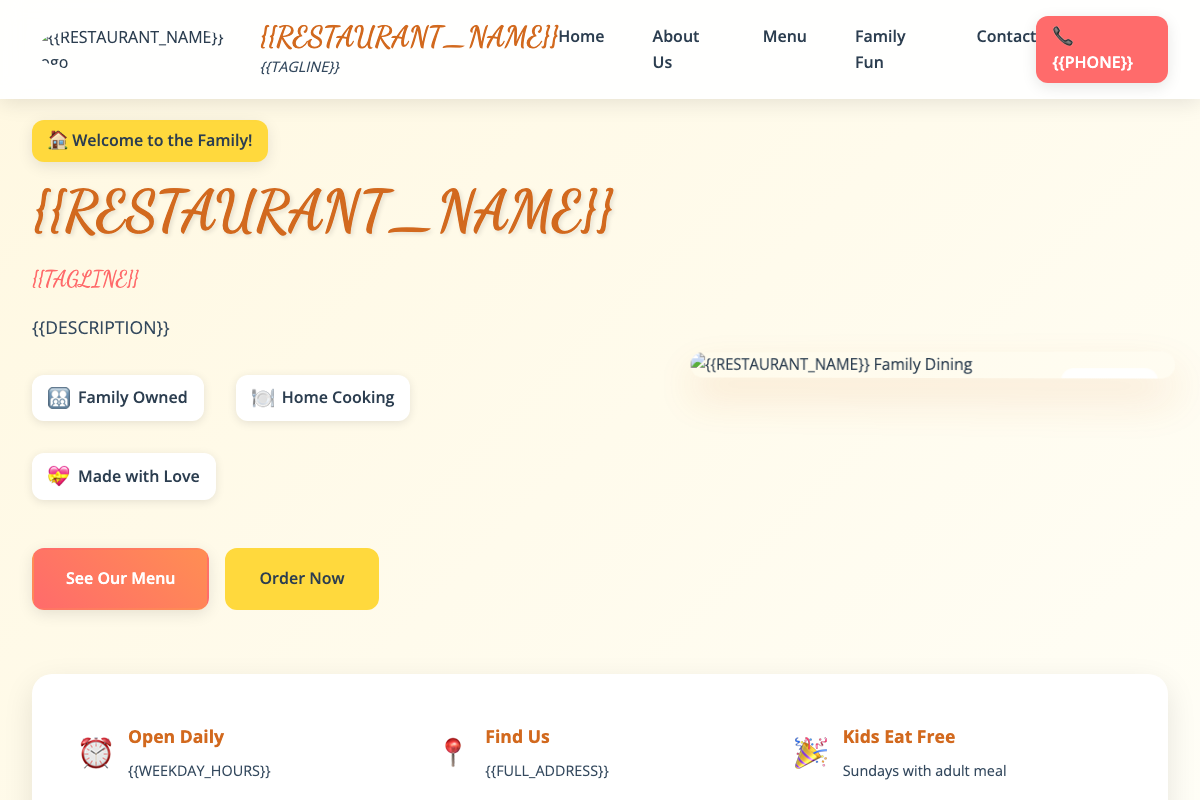 {{RESTAURANT_NAME}}
ogo
{{RESTAURANT_NAME}}
{{TAGLINE}}
Home
About Us
Menu
Family Fun
Contact
{{PHONE}}
Welcome to the Family!
{{RESTAURANT_NAME}}
{{TAGLINE}}
{{DESCRIPTION}}
{{RESTAURANT_NAME}} Family Dining
Family Owned
Home Cooking
Made with Love
See Our Menu
Order Now
Open Daily
{{WEEKDAY_HOURS}}
Find Us
{{FULL_ADDRESS}}
Kids Eat Free
Sundays with adult meal